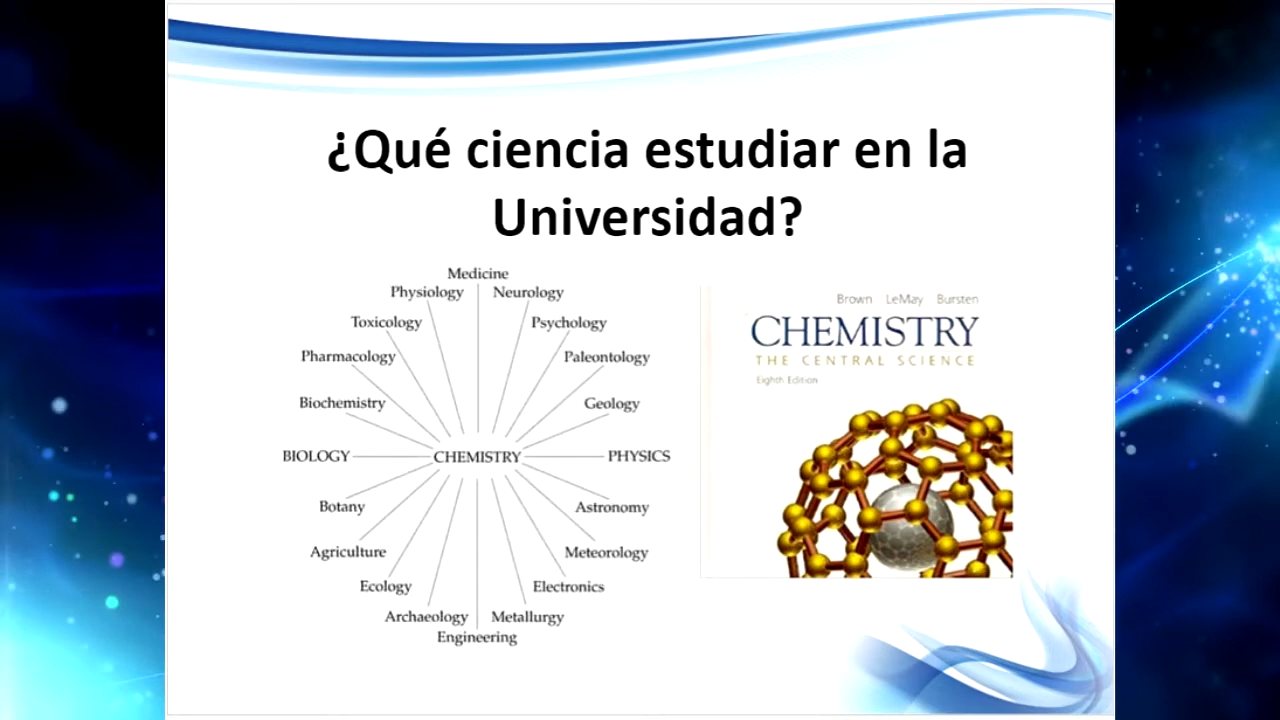 ¿Qué ciencia estudiar en la
Universidad?
Medicine
Physiology
Neurology
Toxicology
Psychology
Pharmacology
Paleontology
Biochemistry
Geology
BIOLOGY
CHEMISTRY
PHYSICS
Botany
Astronomy
Agriculture
Meteorology
Ecology
Electronics
Archaeology
Metallurgy
Engineering
Brown LeMay Bursten
CHEMISTRY
THE CENTRAL SCIENCE
Eighth Edition